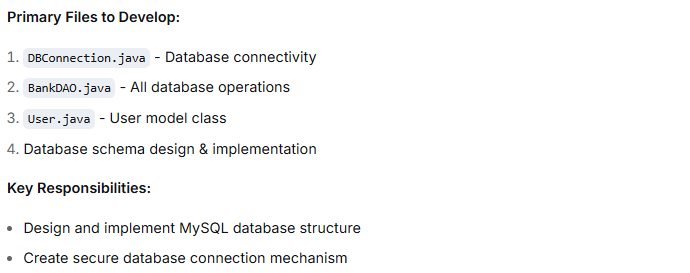 Primary Files to Develop:
1. DBConnection.java - Database connectivity
2. BankDAO.java - All database operations
3. User.java - User model class
4. Database schema design & implementation
Key Responsibilities:
• Design and implement MySQL database structure
• Create secure database connection mechanism